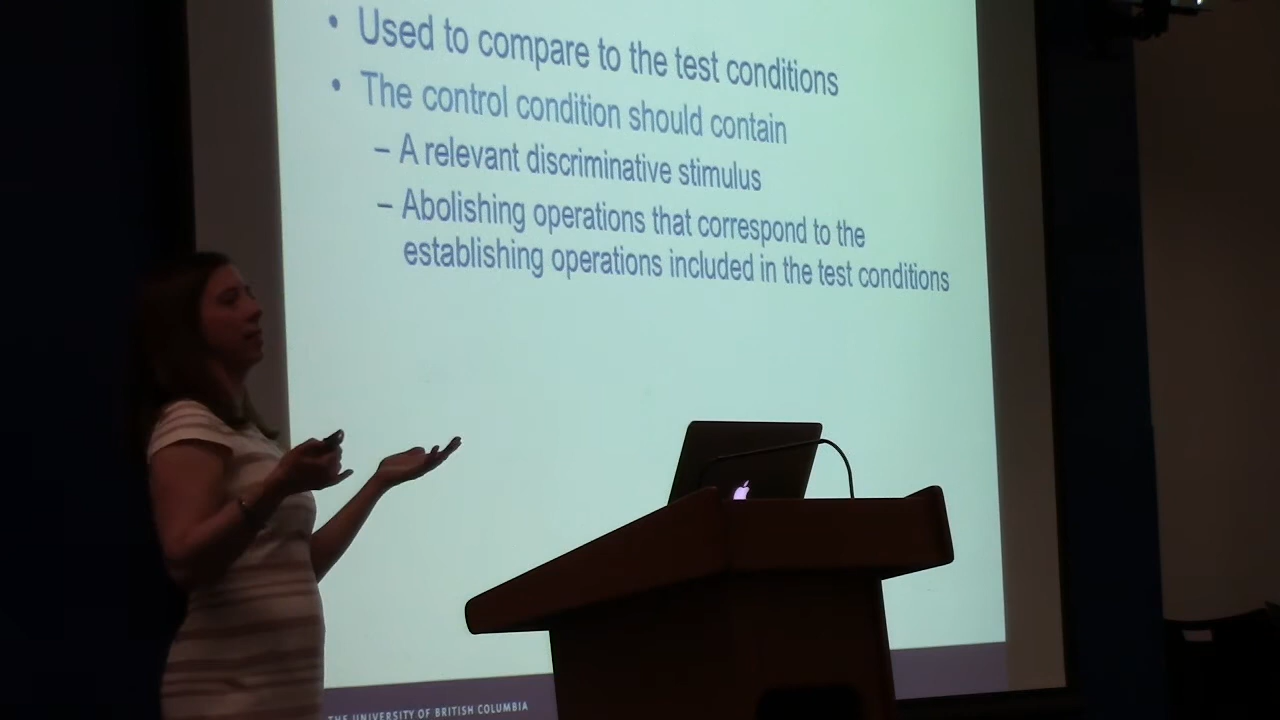 • Used to compare to the test conditions
• The control condition should contain
– A relevant discriminative stimulus
– Abolishing operations that correspond to the
establishing operations included in the test conditions
THE UNIVERSITY OF BRITISH COLUMBIA